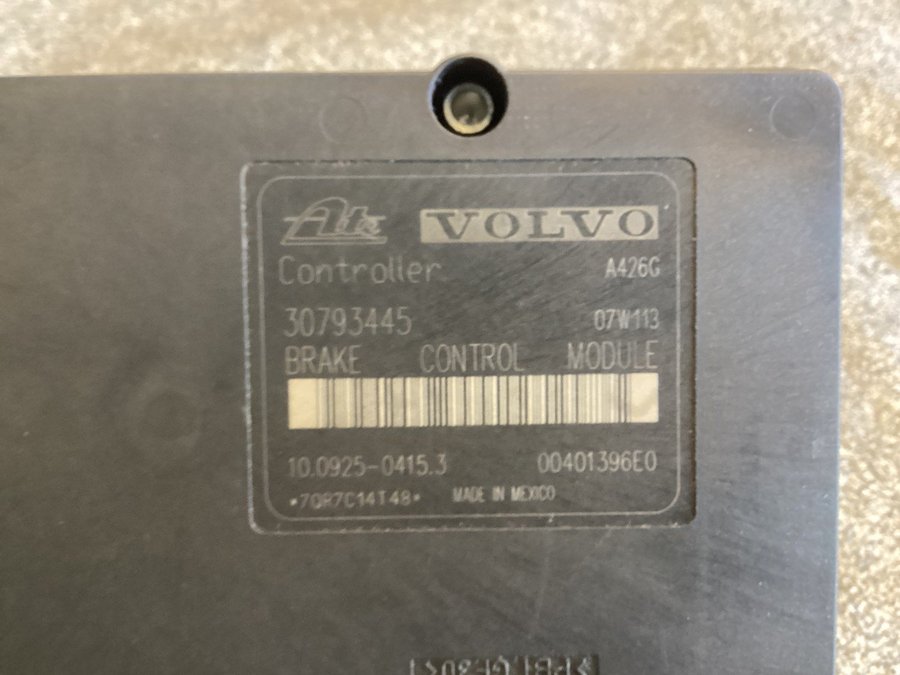 Ate VOLVO
Controller A426G
30793445 07W113
BRAKE CONTROL MODULE
10.0925-0415.3 00401396E0
*7QR7C14T48* MADE IN MEXICO